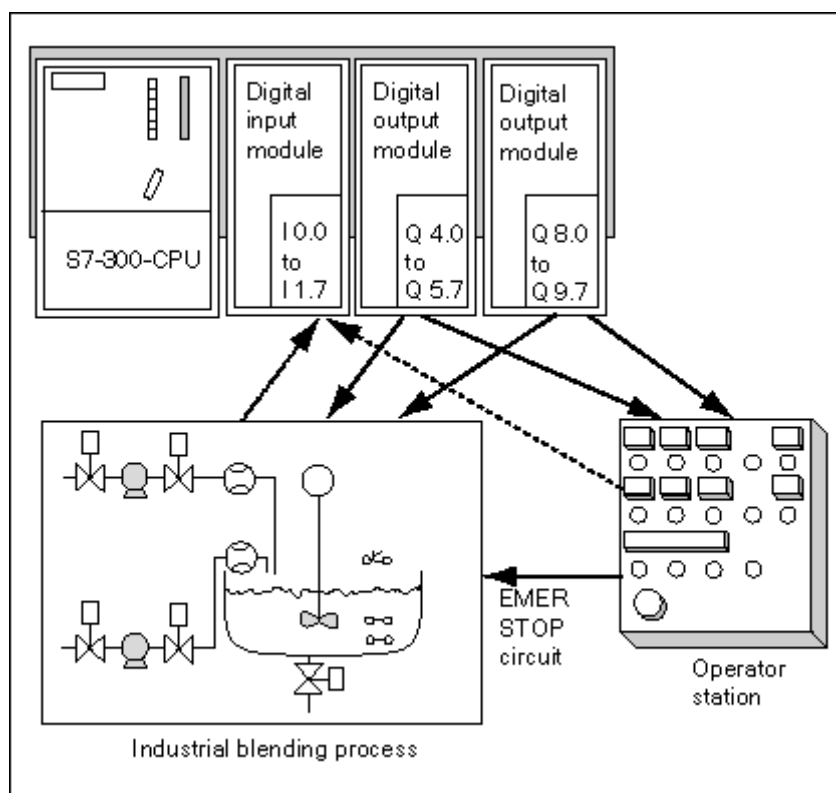 Digital
input
module
Digital
output
module
Digital
output
module
S7-300-CPU
I 0.0
to
I 1.7
Q 4.0
to
Q 5.7
Q 8.0
to
Q 9.7
EMER
STOP
circuit
Operator
station
Industrial blending process